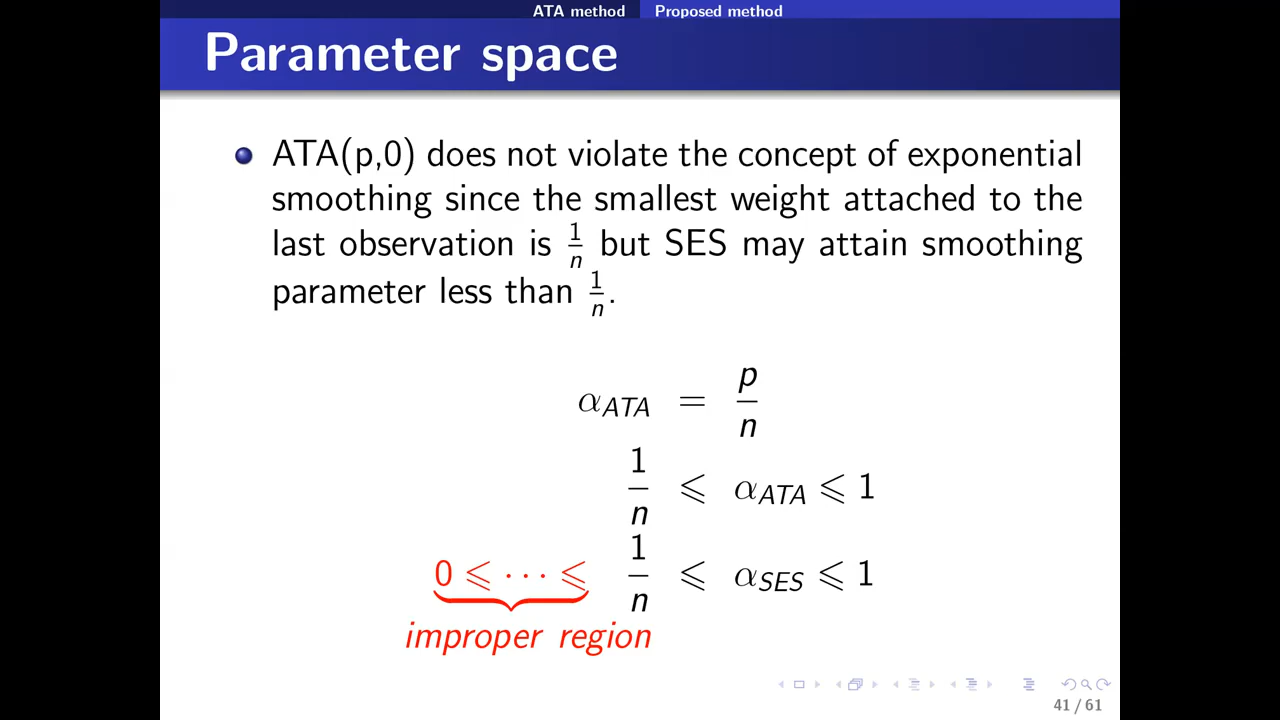 ATA method Proposed method
Parameter space
ATA(p,0) does not violate the concept of exponential
smoothing since the smallest weight attached to the
last observation is 1/n but SES may attain smoothing
parameter less than 1/n.
α_ATA = p/n
1/n ⩽ α_ATA ⩽ 1
0 ⩽ ··· ⩽ 1/n ⩽ α_SES ⩽ 1
improper region
41 / 61